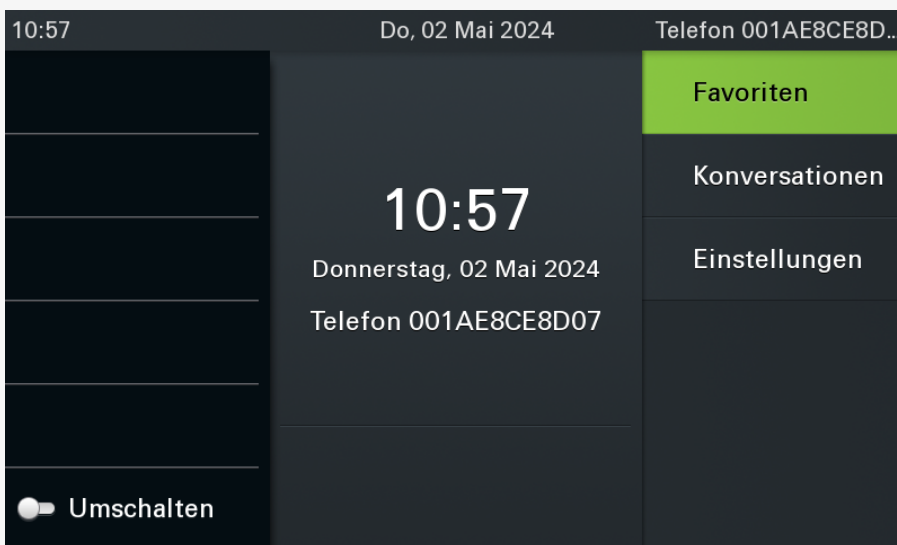 10:57
Do, 02 Mai 2024
Telefon 001AE8CE8D...
Favoriten
Konversationen
Einstellungen
10:57
Donnerstag, 02 Mai 2024
Telefon 001AE8CE8D07
Umschalten